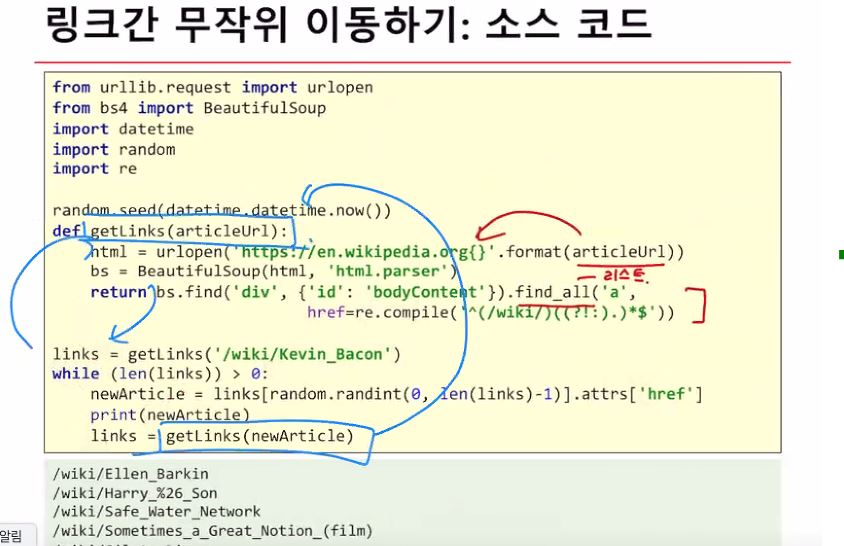 링크간 무작위 이동하기: 소스 코드
from urllib.request import urlopen
from bs4 import BeautifulSoup
import datetime
import random
import re
random.seed(datetime.datetime.now())
def getLinks(articleUrl):
html = urlopen('https://en.wikipedia.org{}'.format(articleUrl))
bs = BeautifulSoup(html, 'html.parser')
리스트
return bs.find('div', {'id': 'bodyContent'}).find_all('a',
href=re.compile('^(/wiki/)((?!:).)*$'))
links = getLinks('/wiki/Kevin_Bacon')
while (len(links)) > 0:
newArticle = links[random.randint(0, len(links)-1)].attrs['href']
print(newArticle)
links = getLinks(newArticle)
/wiki/Ellen_Barkin
/wiki/Harry_%26_Son
/wiki/Safe_Water_Network
/wiki/Sometimes_a_Great_Notion_(film)
알림